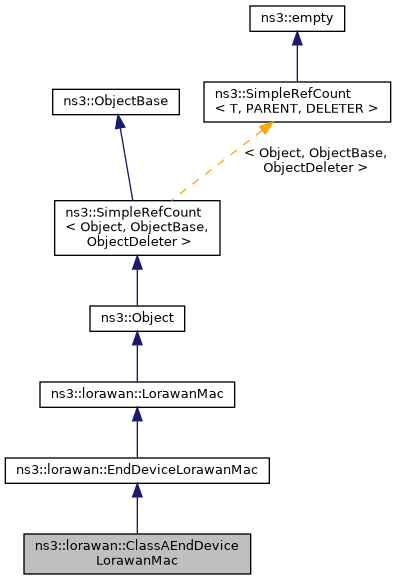 ns3::empty
ns3::ObjectBase
ns3::SimpleRefCount
< T, PARENT, DELETER >
< Object, ObjectBase,
ObjectDeleter >
ns3::SimpleRefCount
< Object, ObjectBase,
ObjectDeleter >
ns3::Object
ns3::lorawan::LorawanMac
ns3::lorawan::EndDeviceLorawanMac
ns3::lorawan::ClassAEndDevice
LorawanMac